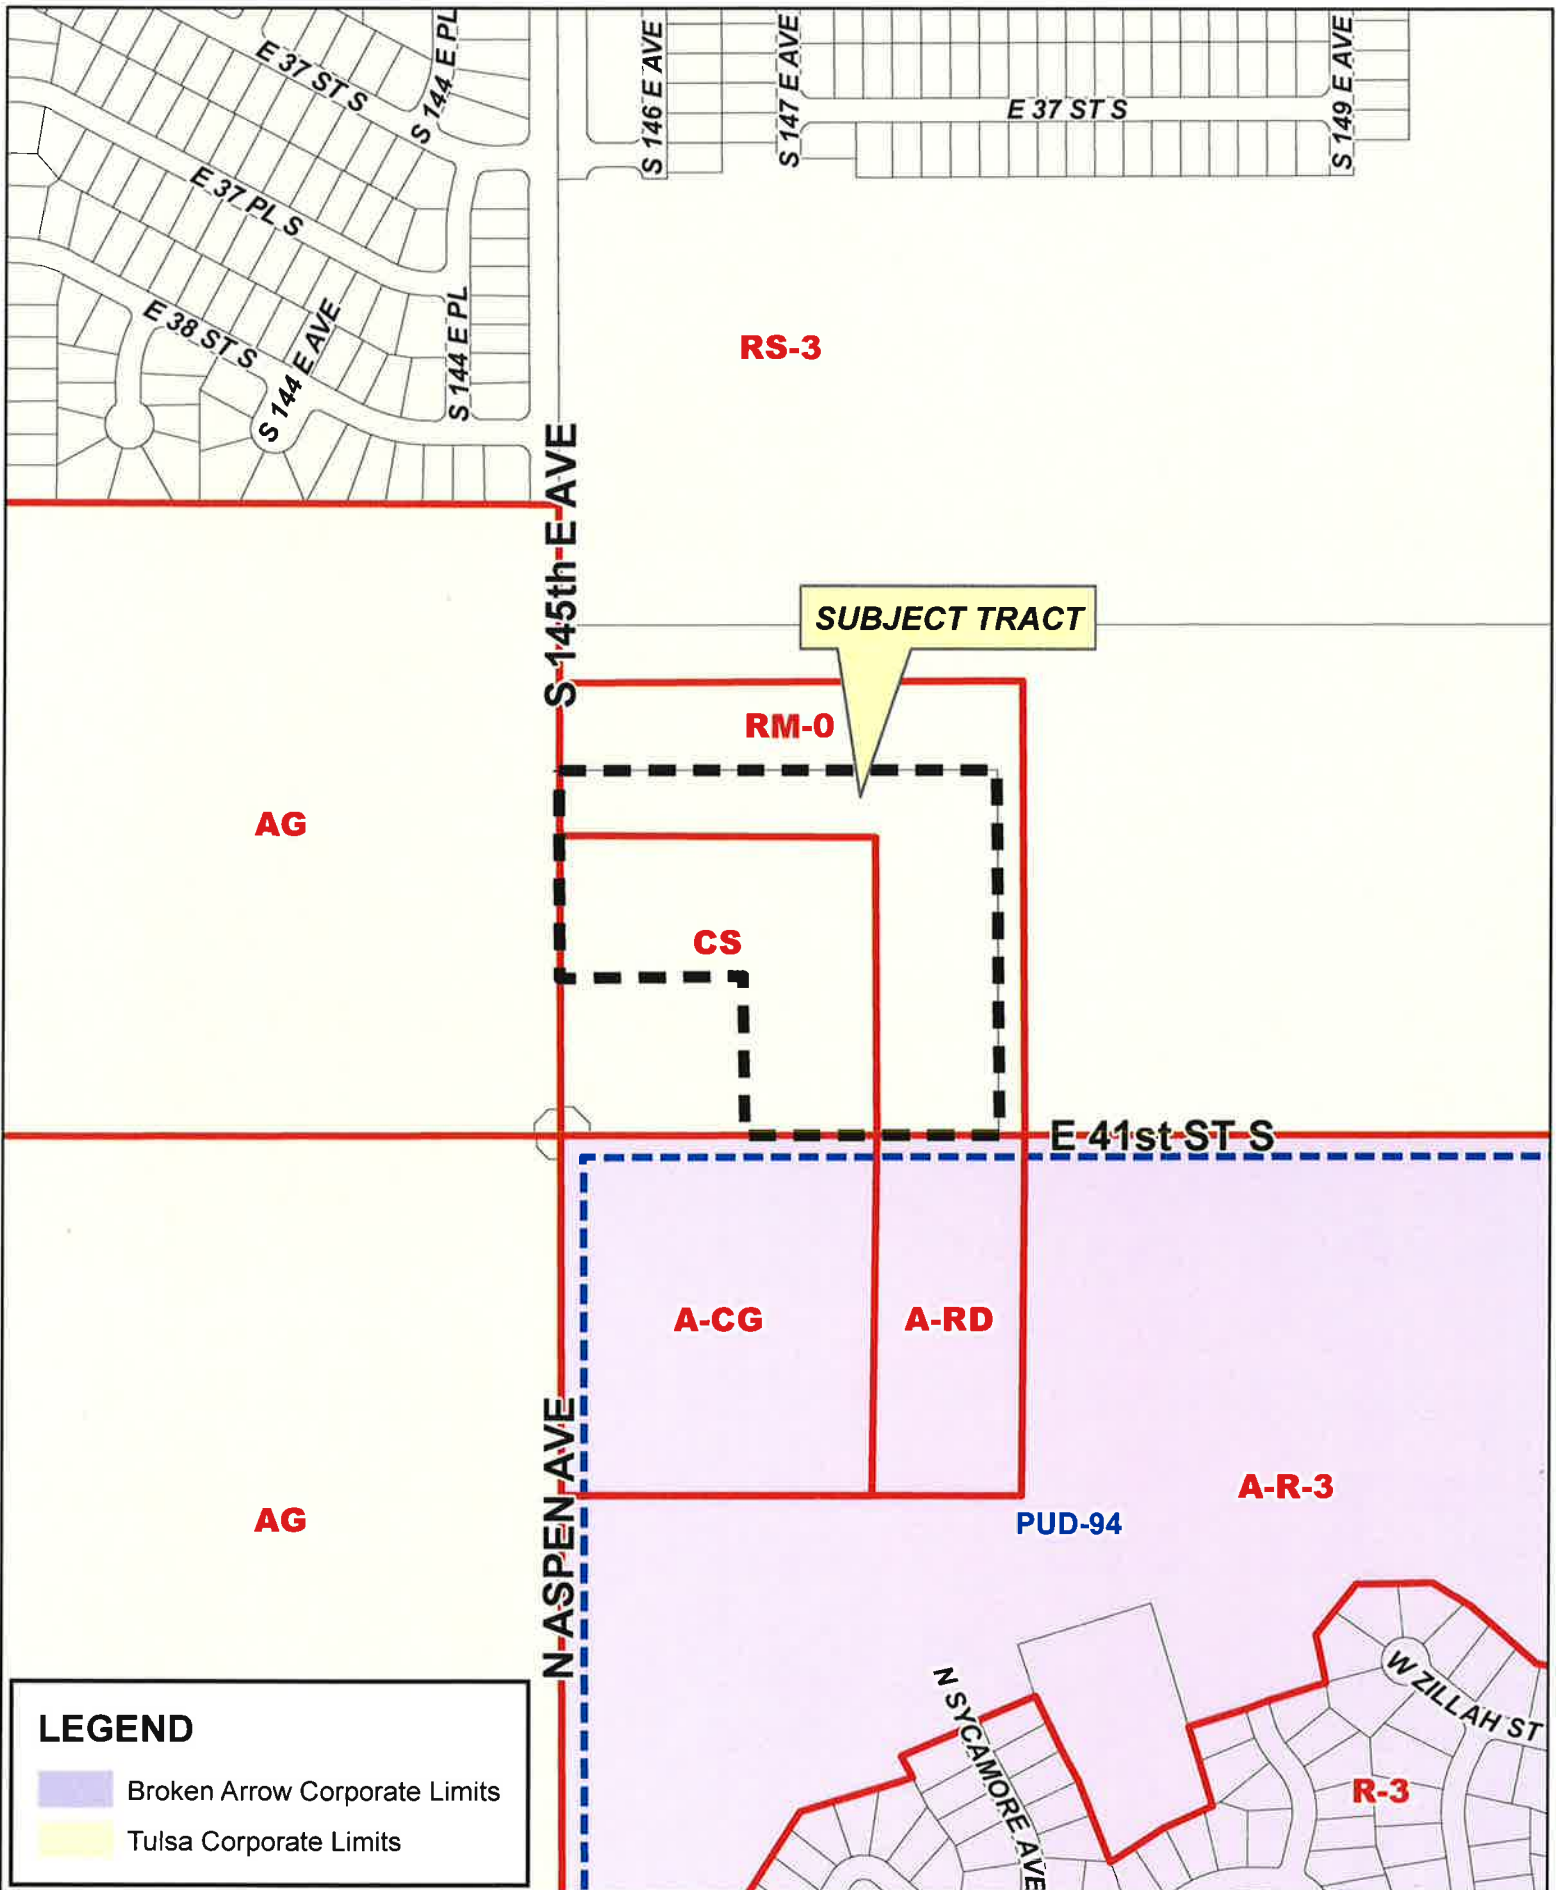 E 37 ST S
S 144 E PL
S 146 E AVE
S 147 E AVE
E 37 ST S
S 149 E AVE
E 37 PL S
E 38 ST S
S 144 E AVE
S 144 E PL
RS-3
S 145th E AVE
SUBJECT TRACT
RM-0
AG
CS
E 41st ST S
A-CG
A-RD
N ASPEN AVE
A-R-3
AG
PUD-94
N SYCAMORE AVE
W ZILLAH ST
R-3
LEGEND
Broken Arrow Corporate Limits
Tulsa Corporate Limits